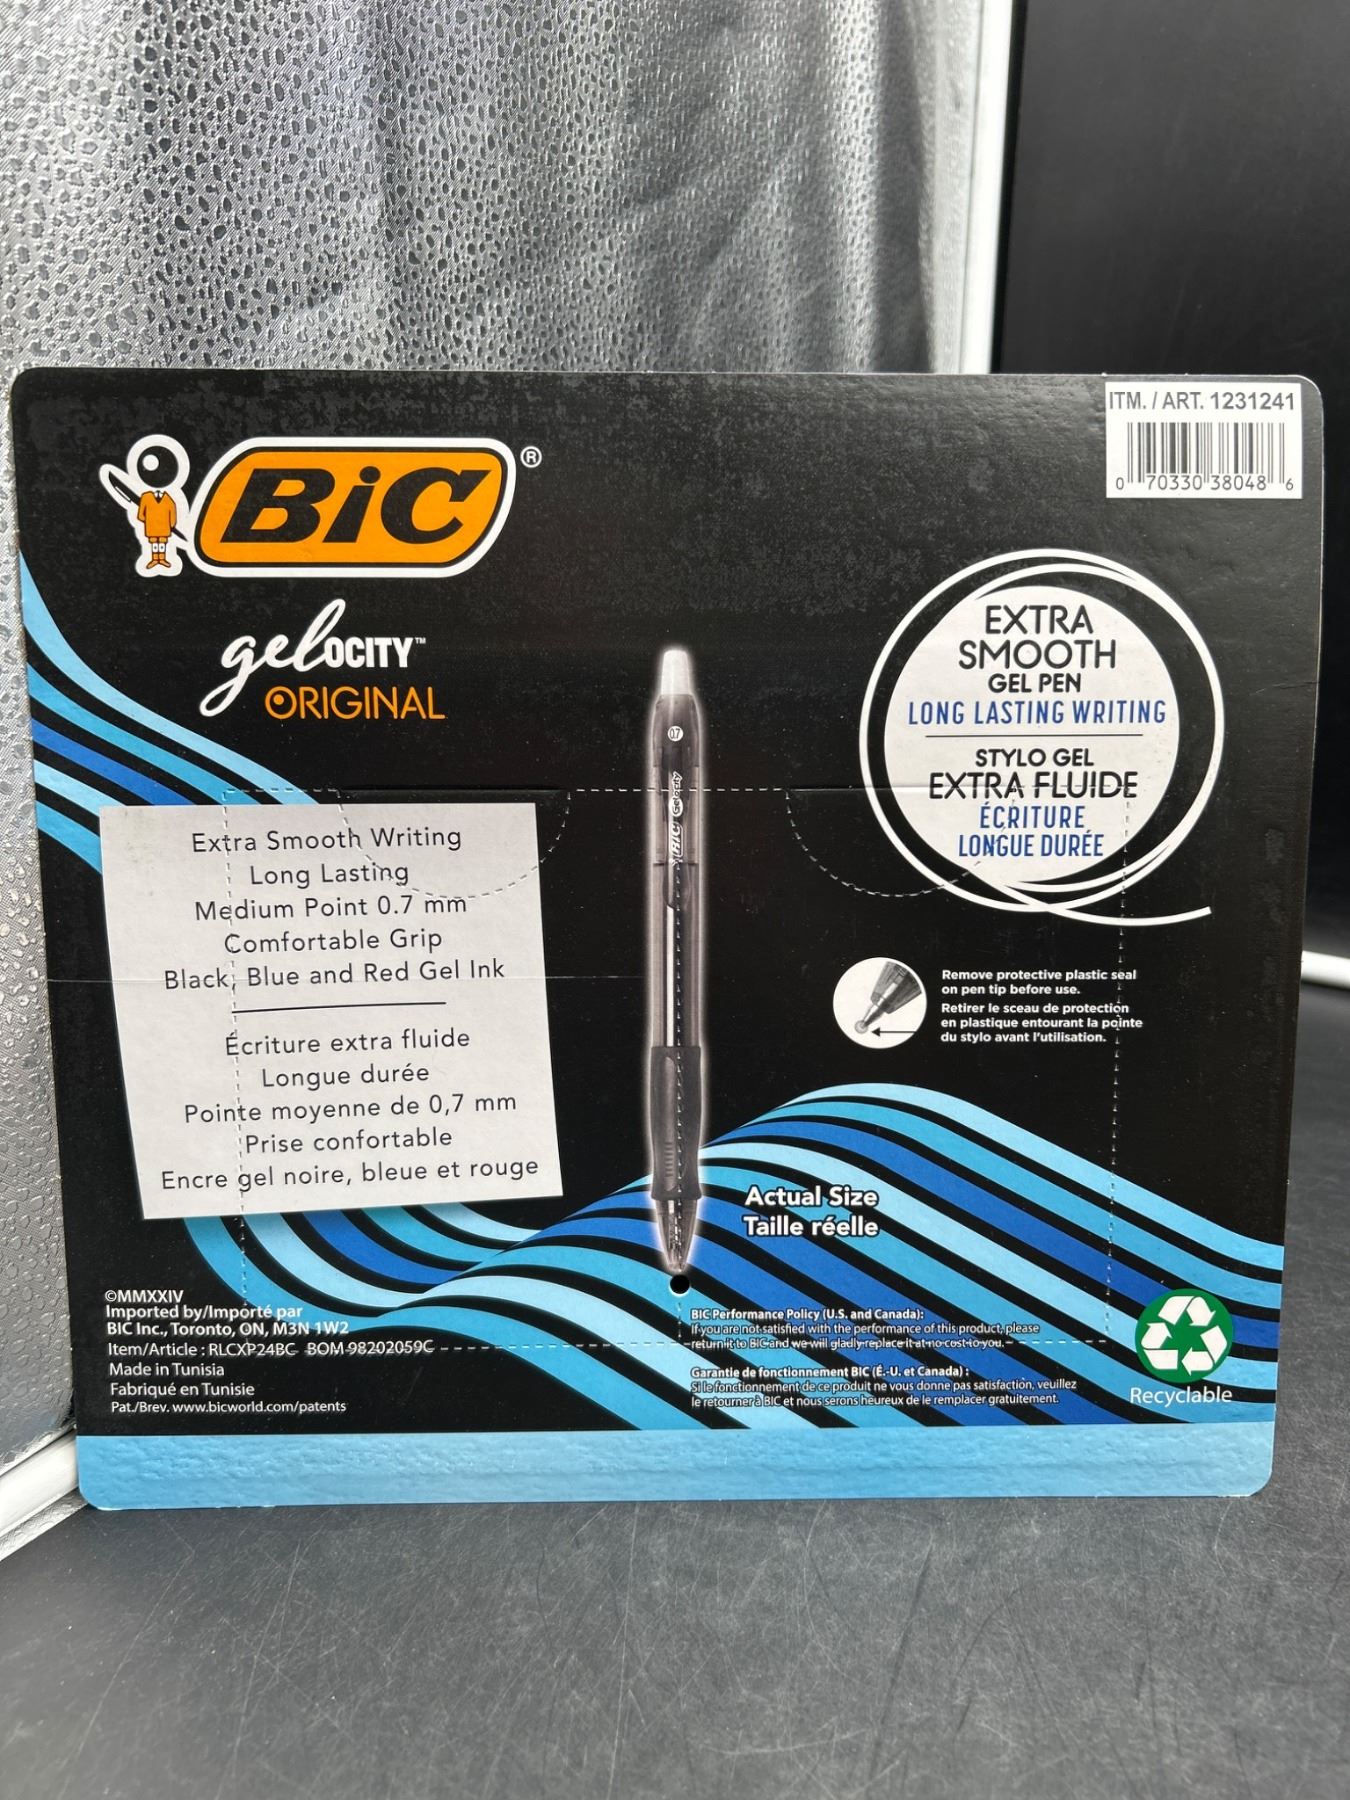 ITM. / ART. 1231241
0 70330 38048 6
BiC®
gelOCITY™
ORIGINAL
EXTRA
SMOOTH
GEL PEN
LONG LASTING WRITING
STYLO GEL
EXTRA FLUIDE
ÉCRITURE
LONGUE DURÉE
0.7
BIC Gelocity
Extra Smooth Writing
Long Lasting
Medium Point 0.7 mm
Comfortable Grip
Black, Blue and Red Gel Ink
Écriture extra fluide
Longue durée
Pointe moyenne de 0,7 mm
Prise confortable
Encre gel noire, bleue et rouge
Remove protective plastic seal
on pen tip before use.
Retirer le sceau de protection
en plastique entourant la pointe
du stylo avant l'utilisation.
Actual Size
Taille réelle
©MMXXIV
Imported by/Importé par
BIC Inc., Toronto, ON, M3N 1W2
Item/Article : RLCXP24BC BOM 98202059C
Made in Tunisia
Fabriqué en Tunisie
Pat./Brev. www.bicworld.com/patents
BIC Performance Policy (U.S. and Canada):
If you are not satisfied with the performance of this product, please
return it to BIC and we will gladly replace it at no cost to you.
Garantie de fonctionnement BIC (É.-U. et Canada) :
Si le fonctionnement de ce produit ne vous donne pas satisfaction, veuillez
le retourner à BIC et nous serons heureux de le remplacer gratuitement.
Recyclable